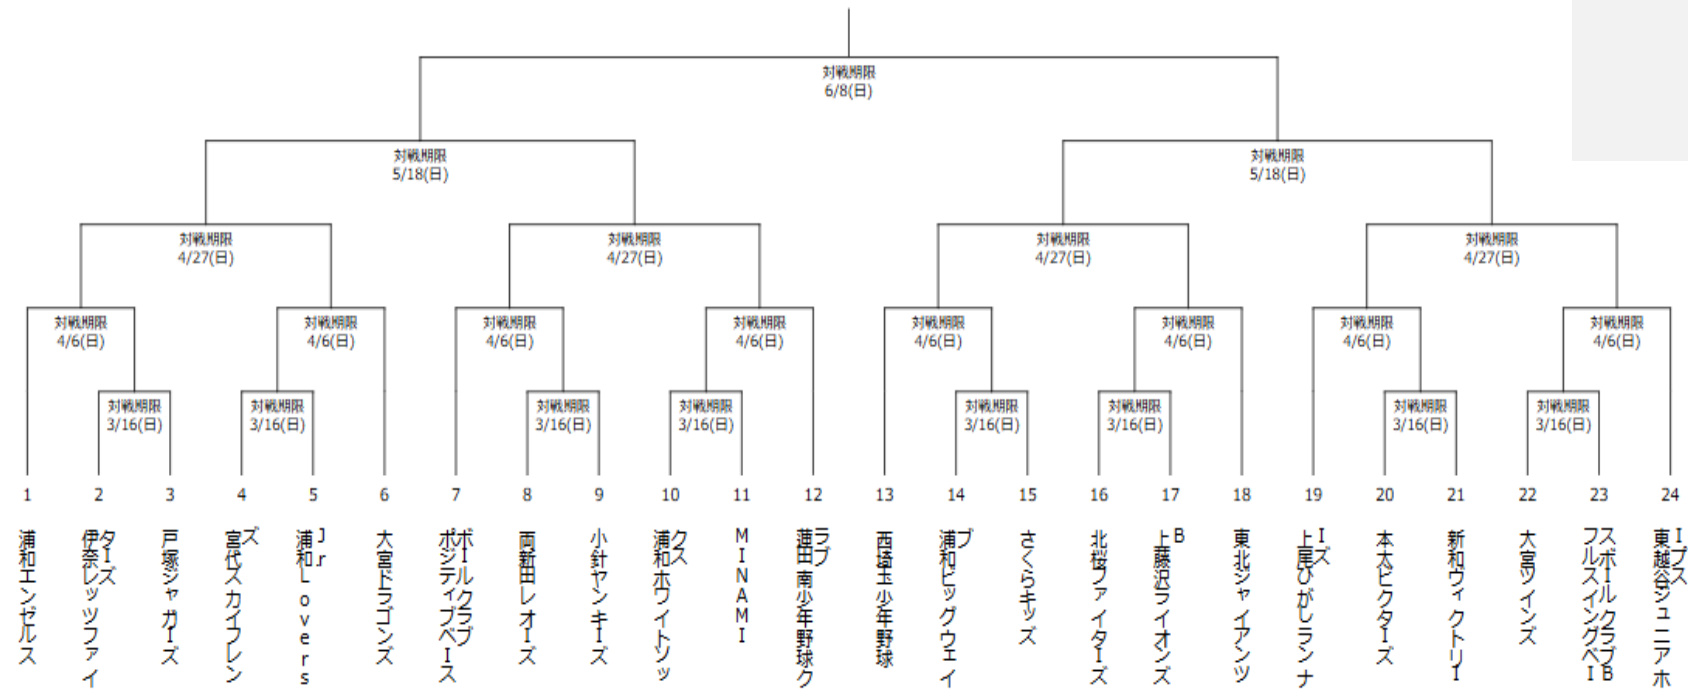 対戦期限
6/8(日)
対戦期限
5/18(日)
対戦期限
5/18(日)
対戦期限
4/27(日)
対戦期限
4/27(日)
対戦期限
4/27(日)
対戦期限
4/27(日)
対戦期限
4/6(日)
対戦期限
4/6(日)
対戦期限
4/6(日)
対戦期限
4/6(日)
対戦期限
4/6(日)
対戦期限
4/6(日)
対戦期限
4/6(日)
対戦期限
4/6(日)
対戦期限
3/16(日)
対戦期限
3/16(日)
対戦期限
3/16(日)
対戦期限
3/16(日)
対戦期限
3/16(日)
対戦期限
3/16(日)
対戦期限
3/16(日)
対戦期限
3/16(日)
1
浦和エンゼルス
2
伊奈レッツファイ
ターズ
3
戸塚ジャガーズ
4
宮代スカイフレン
ズ
5
浦和Lovers
Jr
6
大宮ドラゴンズ
7
ポジティブベース
ボールクラブ
8
両新田レオーズ
9
小針ヤンキーズ
10
浦和ホワイトソッ
クス
11
MINAMI
12
蓮田南少年野球ク
ラブ
13
西埼玉少年野球
14
浦和ビッグウェイ
ブ
15
さくらキッズ
16
北桜ファイターズ
17
上藤沢ライオンズ
B
18
東北ジャイアンツ
19
上尾ひがしランナ
ーズ
20
本太ビクターズ
21
新和ヴィクトリー
22
大宮ツインズ
23
フルスイングベー
スボールクラブB
24
東越谷ジュニアホ
ープス